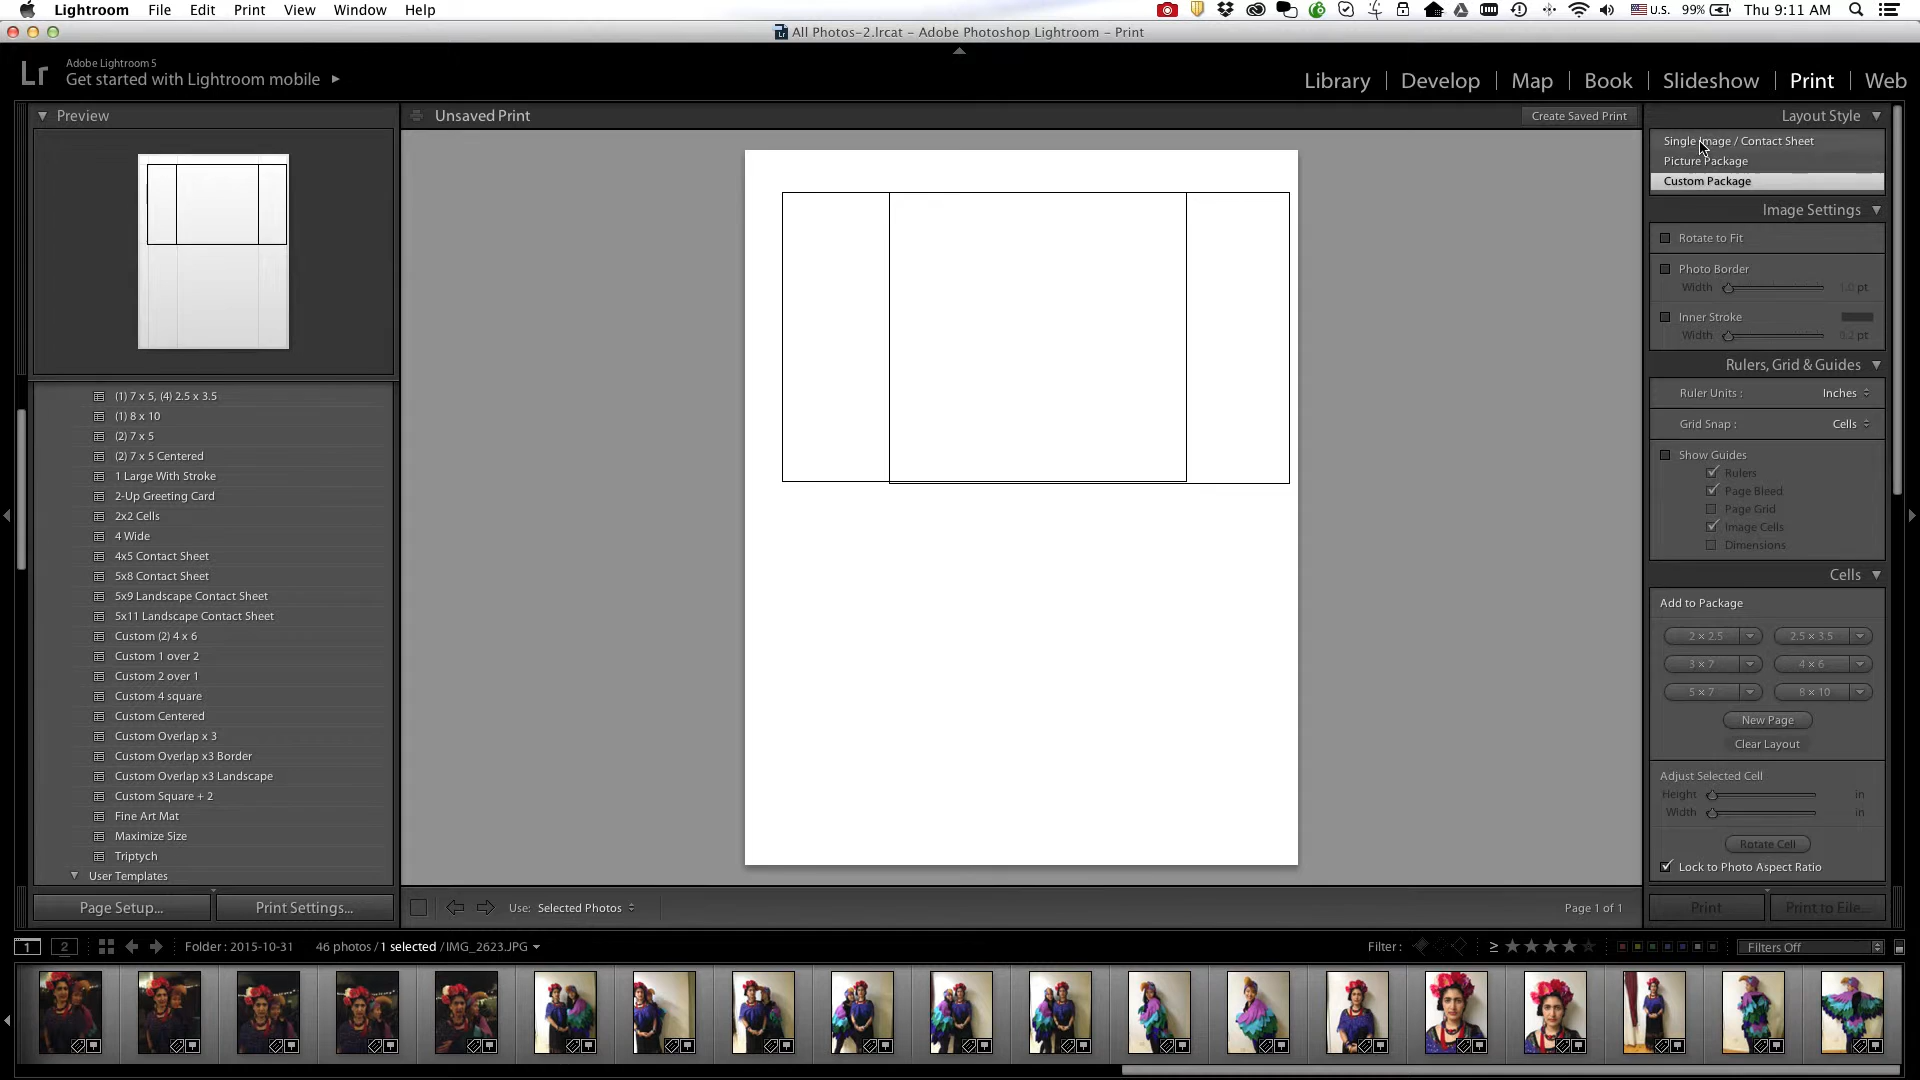 Lightroom File Edit Print View Window Help
U.S. 99% Thu 9:11 AM
All Photos-2.lrcat - Adobe Photoshop Lightroom - Print
Lr Adobe Lightroom 5
Get started with Lightroom mobile
Library Develop Map Book Slideshow Print Web
Preview
Unsaved Print
Create Saved Print
Layout Style
Single Image / Contact Sheet
Picture Package
Custom Package
Image Settings
Rotate to Fit
Photo Border
Width 1.0 pt
Inner Stroke
Width 0.2 pt
Rulers, Grid & Guides
Ruler Units : Inches
Grid Snap : Cells
Show Guides
Rulers
Page Bleed
Page Grid
Image Cells
Dimensions
Cells
Add to Package
2 × 2.5 2.5 × 3.5
3 × 7 4 × 6
5 × 7 8 × 10
New Page
Clear Layout
Adjust Selected Cell
Height in
Width in
Rotate Cell
Lock to Photo Aspect Ratio
Print Print to File...
(1) 7 x 5, (4) 2.5 x 3.5
(1) 8 x 10
(2) 7 x 5
(2) 7 x 5 Centered
1 Large With Stroke
2-Up Greeting Card
2x2 Cells
4 Wide
4x5 Contact Sheet
5x8 Contact Sheet
5x9 Landscape Contact Sheet
5x11 Landscape Contact Sheet
Custom (2) 4 x 6
Custom 1 over 2
Custom 2 over 1
Custom 4 square
Custom Centered
Custom Overlap x 3
Custom Overlap x3 Border
Custom Overlap x3 Landscape
Custom Square + 2
Fine Art Mat
Maximize Size
Triptych
User Templates
Page Setup... Print Settings...
Use: Selected Photos
Page 1 of 1
1 2 Folder : 2015-10-31 46 photos / 1 selected / IMG_2623.JPG
Filter : ≥ Filters Off